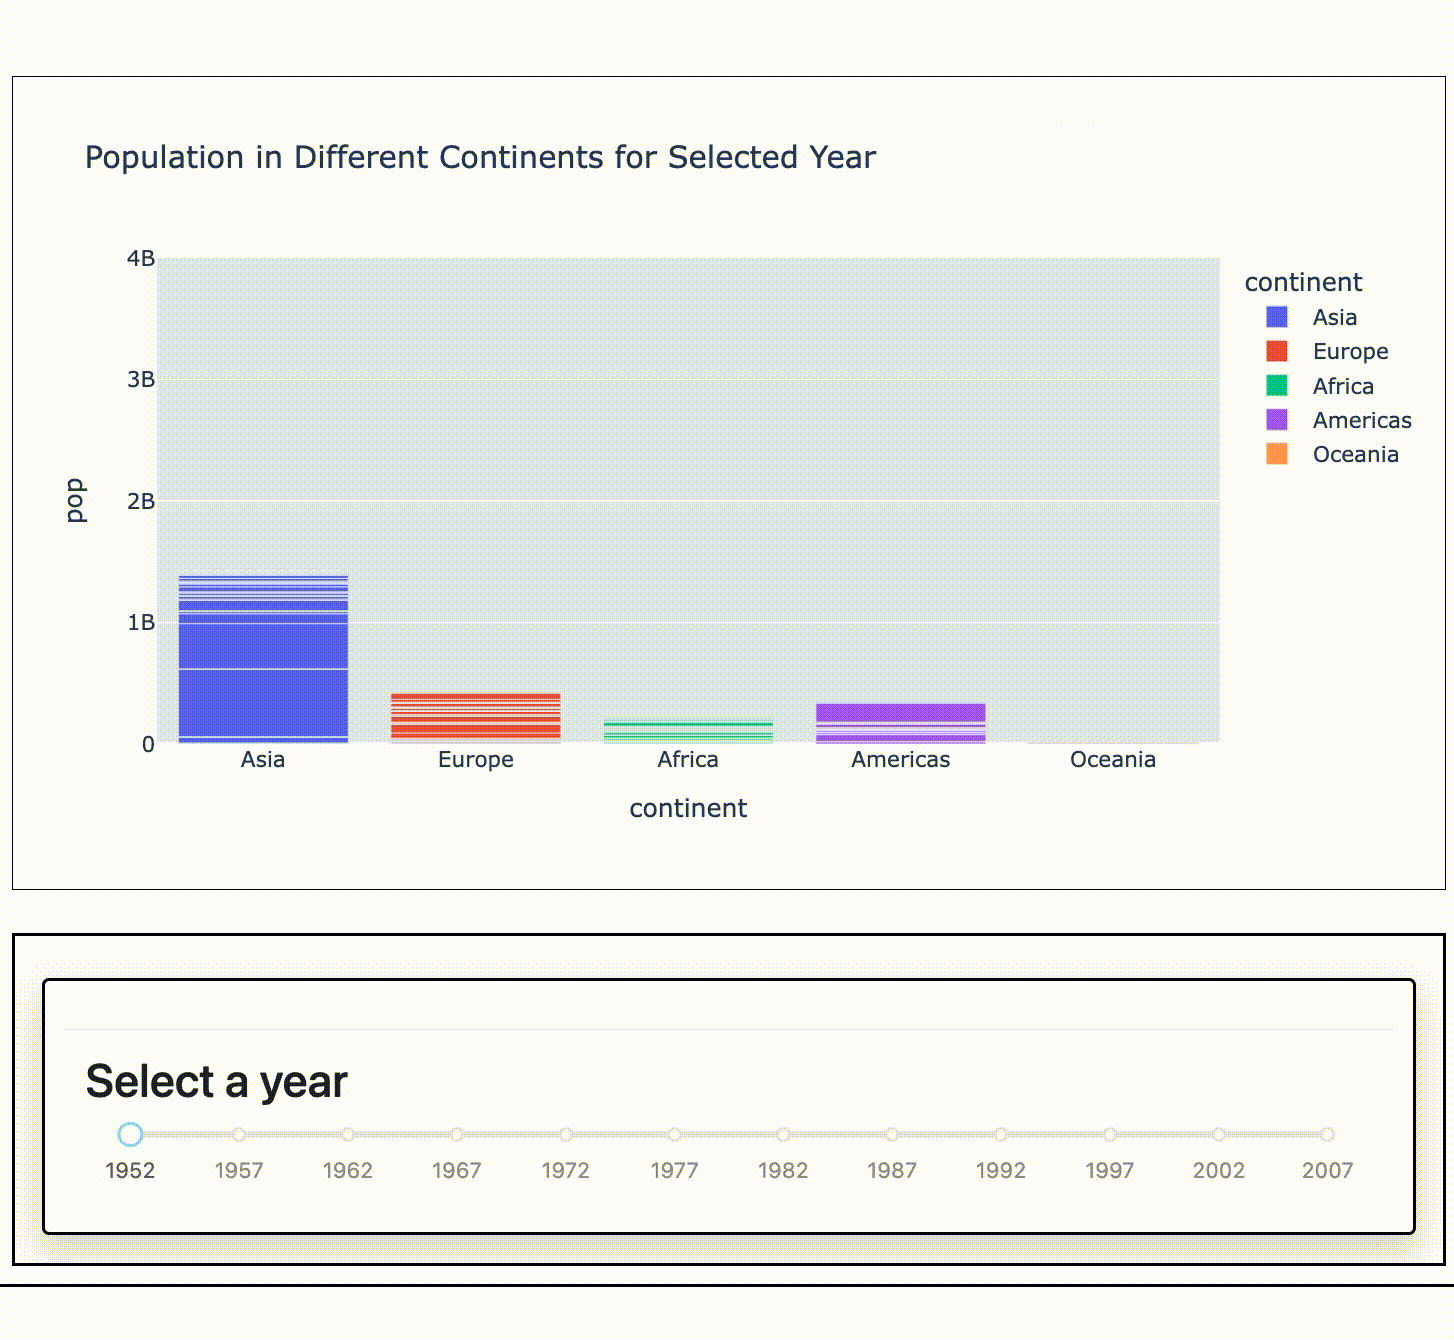 Population in Different Continents for Selected Year
4B
3B
2B
1B
0
pop
Asia Europe Africa Americas Oceania
continent
continent
Asia
Europe
Africa
Americas
Oceania
Select a year
1952 1957 1962 1967 1972 1977 1982 1987 1992 1997 2002 2007